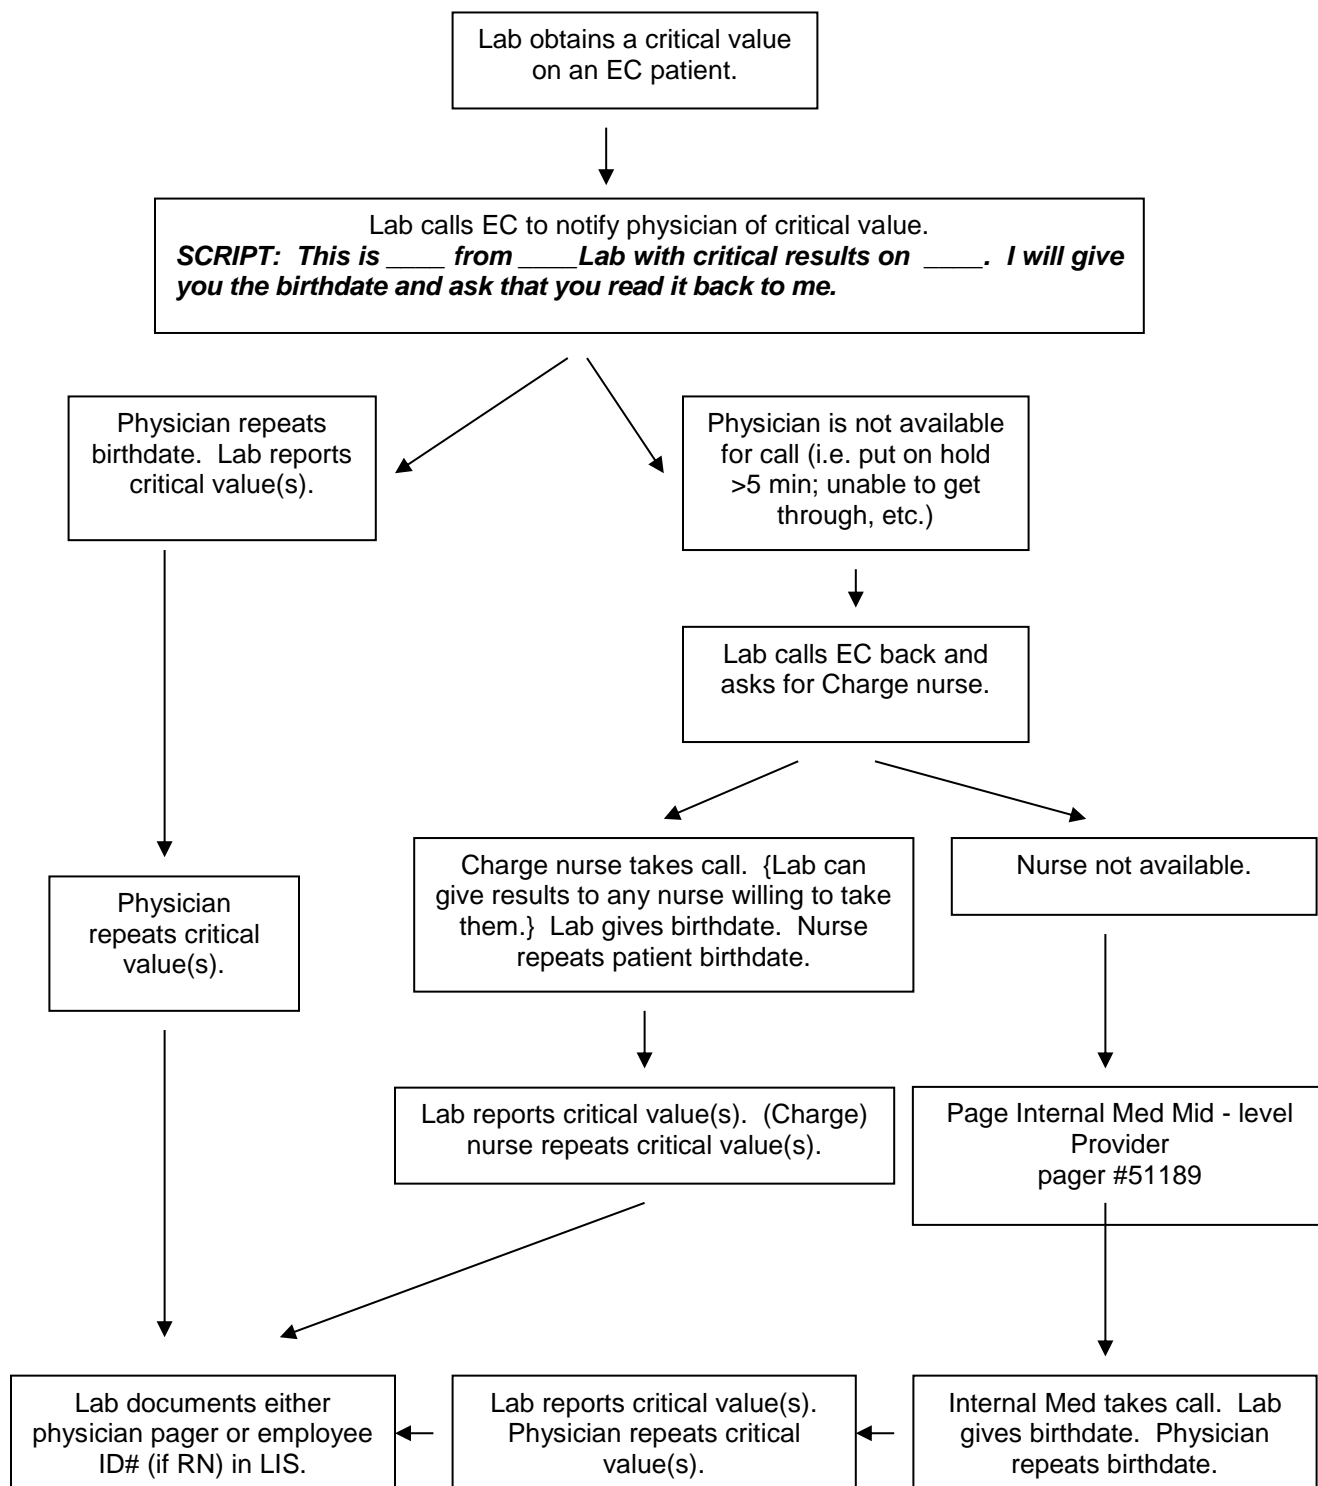 Lab obtains a critical value
on an EC patient.
Lab calls EC to notify physician of critical value.
SCRIPT:  This is ____ from ____Lab with critical results on  ____.  I will give
you the birthdate and ask that you read it back to me.
Physician repeats
birthdate.  Lab reports
critical value(s).
Physician is not available
for call (i.e. put on hold
>5 min; unable to get
through, etc.)
Lab calls EC back and
asks for Charge nurse.
Charge nurse takes call.  {Lab can
give results to any nurse willing to take
them.}  Lab gives birthdate.  Nurse
repeats patient birthdate.
Nurse not available.
Physician
repeats critical
value(s).
Lab reports critical value(s).  (Charge)
nurse repeats critical value(s).
Page Internal Med Mid - level
Provider
pager #51189
Lab documents either
physician pager or employee
ID# (if RN) in LIS.
Lab reports critical value(s).
Physician repeats critical
value(s).
Internal Med takes call.  Lab
gives birthdate.  Physician
repeats birthdate.